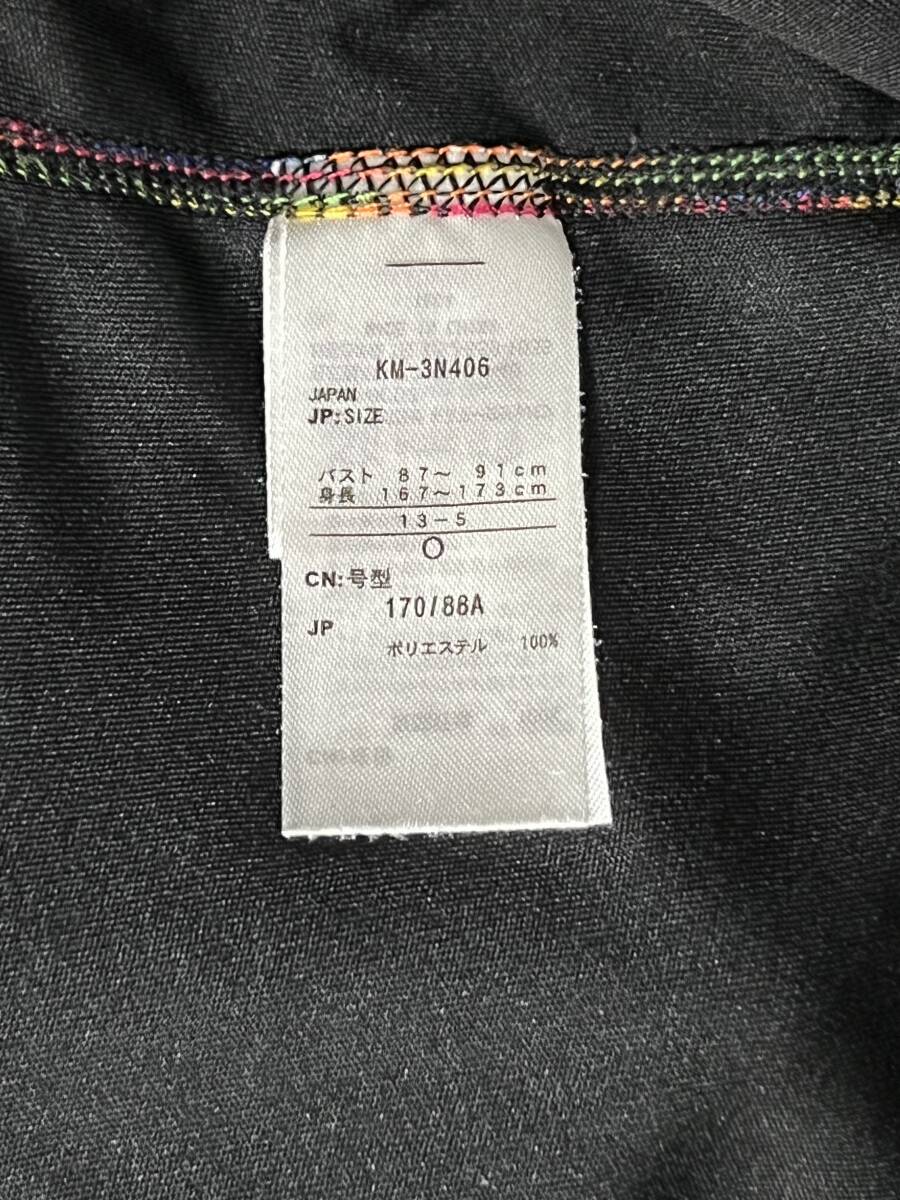 KM-3N406
JAPAN
JP:SIZE
バスト 87～ 91cm
身長 167～173cm
13-5
O
CN:号型
170/88A
JP
ポリエステル 100%